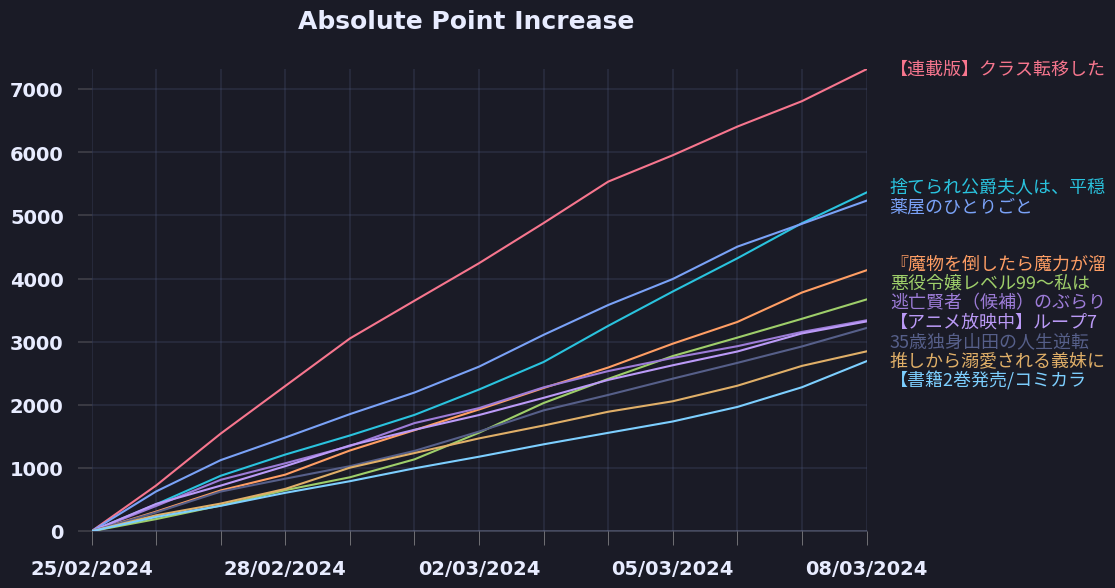 Absolute Point Increase
7000
6000
5000
4000
3000
2000
1000
0
25/02/2024
28/02/2024
02/03/2024
05/03/2024
08/03/2024
【連載版】クラス転移した
捨てられ公爵夫人は、平穏
薬屋のひとりごと
『魔物を倒したら魔力が溜
悪役令嬢レベル99～私は
逃亡賢者（候補）のぶらり
【アニメ放映中】ループ7
35歳独身山田の人生逆転
推しから溺愛される義妹に
【書籍2巻発売/コミカラ